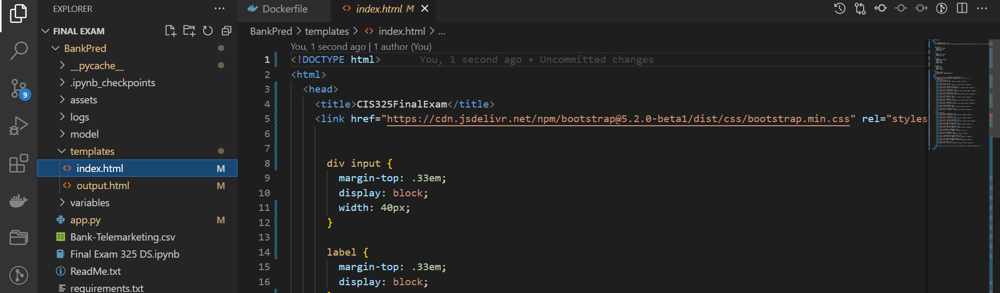 EXPLORER
FINAL EXAM
BankPred
__pycache__
.ipynb_checkpoints
assets
logs
model
templates
index.html M
output.html M
variables
app.py M
Bank-Telemarketing.csv
Final Exam 325 DS.ipynb
ReadMe.txt
requirements.txt
9
Dockerfile
index.html M
BankPred > templates > index.html > ...
You, 1 second ago | 1 author (You)
1 <!DOCTYPE html> You, 1 second ago • Uncommitted changes
2 <html>
3 <head>
4 <title>CIS325FinalExam</title>
5 <link href="https://cdn.jsdelivr.net/npm/bootstrap@5.2.0-beta1/dist/css/bootstrap.min.css" rel="styles
6
7
8 div input {
9 margin-top: .33em;
10 display: block;
11 width: 40px;
12 }
13
14 label {
15 margin-top: .33em;
16 display: block;